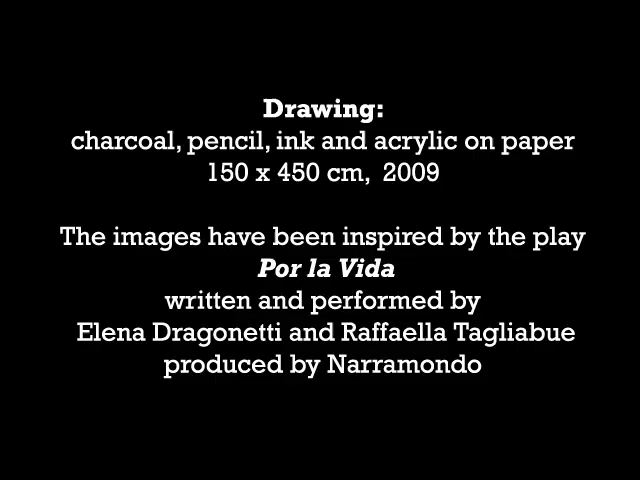 Drawing:
charcoal, pencil, ink and acrylic on paper
150 x 450 cm, 2009
The images have been inspired by the play
Por la Vida
written and performed by
Elena Dragonetti and Raffaella Tagliabue
produced by Narramondo